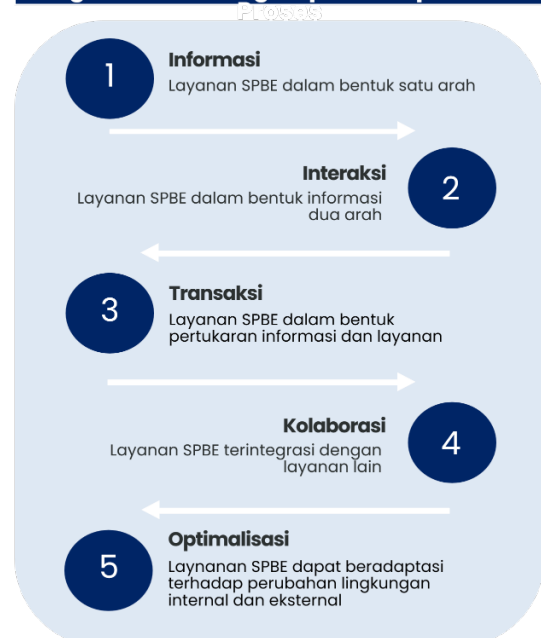 Proses
1
Informasi
Layanan SPBE dalam bentuk satu arah
Interaksi
2
Layanan SPBE dalam bentuk informasi
dua arah
3
Transaksi
Layanan SPBE dalam bentuk
pertukaran informasi dan layanan
Kolaborasi
4
Layanan SPBE terintegrasi dengan
layanan lain
5
Optimalisasi
Laynanan SPBE dapat beradaptasi
terhadap perubahan lingkungan
internal dan eksternal